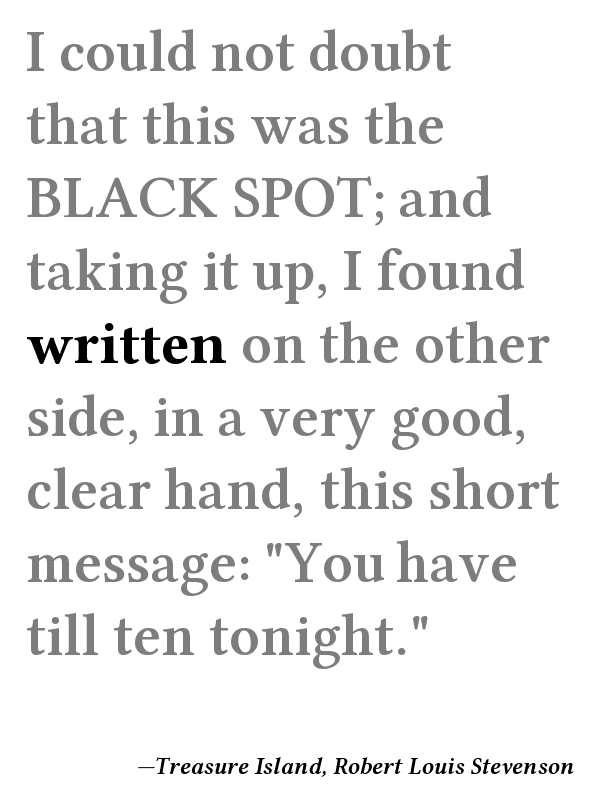 I could not doubt
that this was the
BLACK SPOT; and
taking it up, I found
written on the other
side, in a very good,
clear hand, this short
message: "You have
till ten tonight."
—Treasure Island, Robert Louis Stevenson